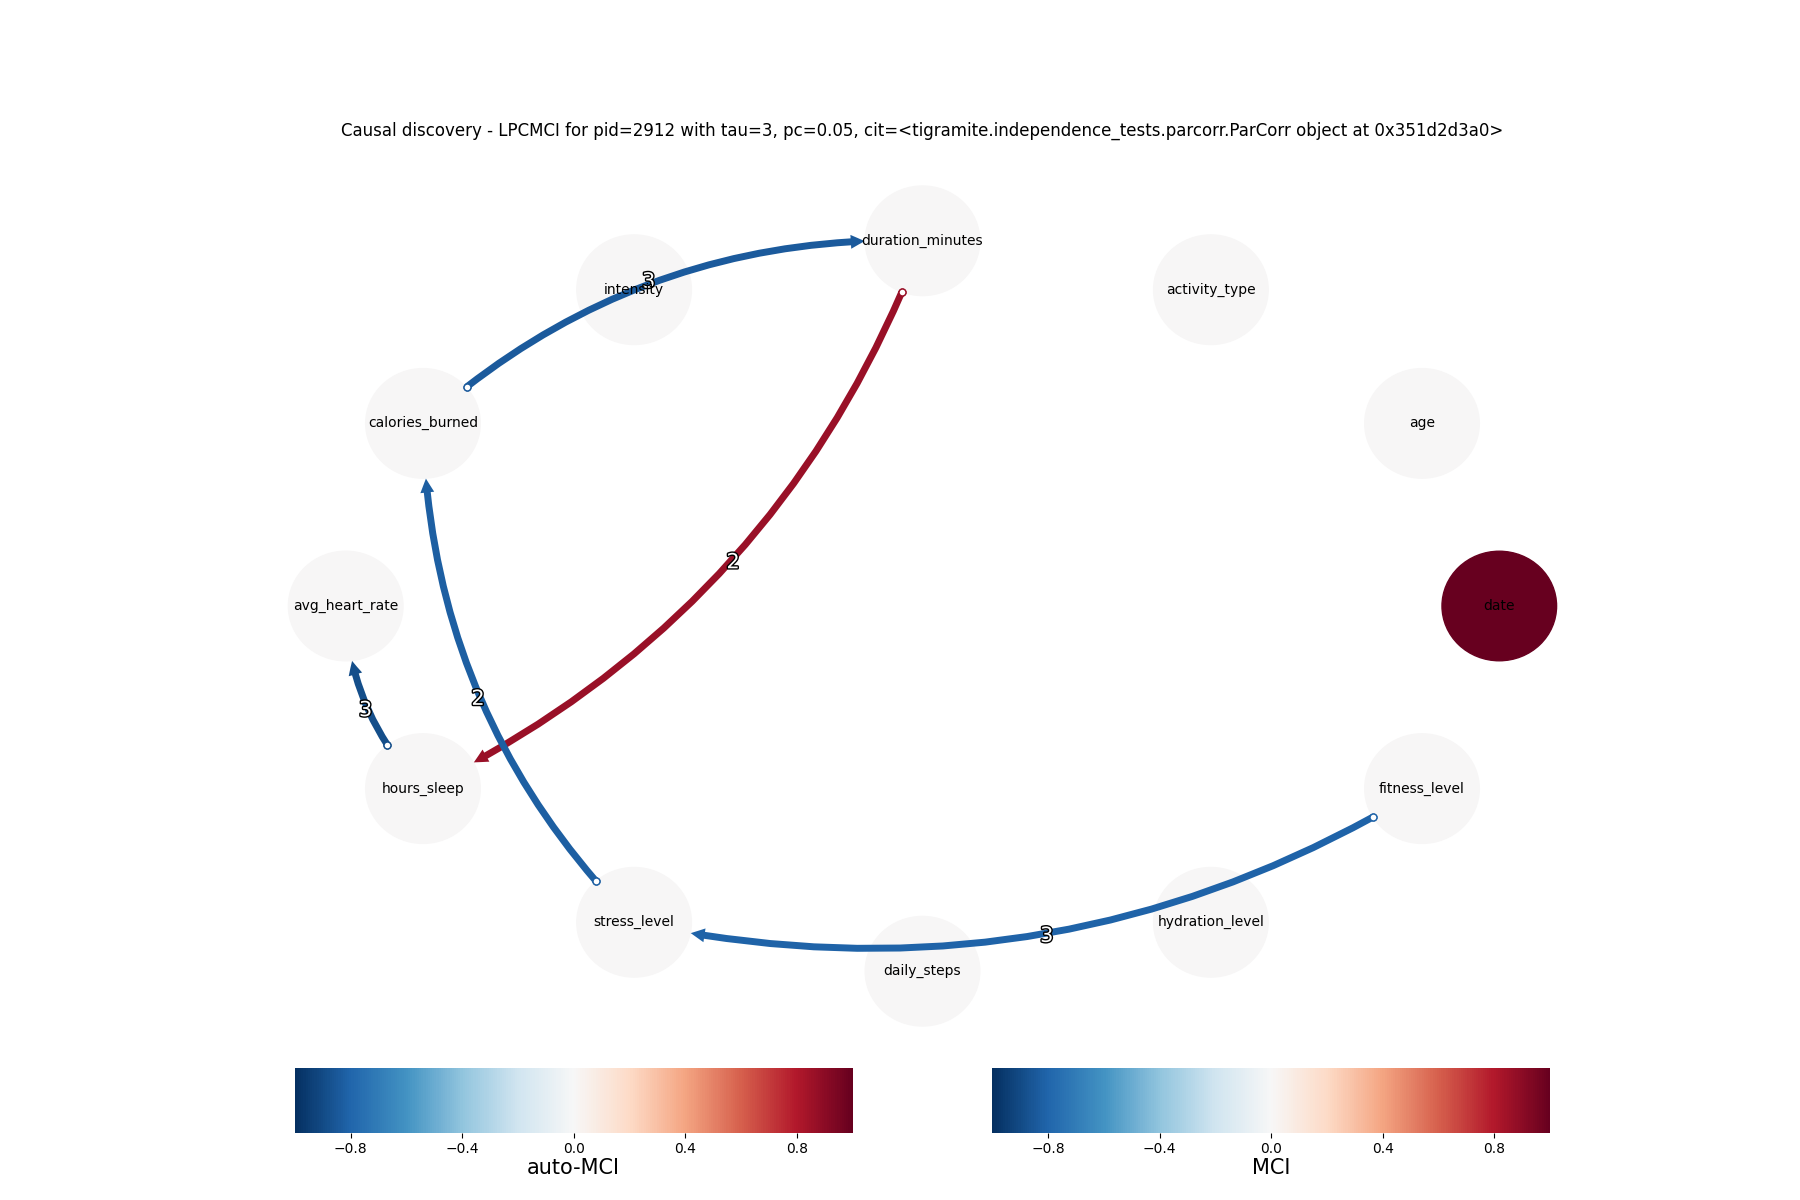 Causal discovery - LPCMCI for pid=2912 with tau=3, pc=0.05, cit=<tigramite.independence_tests.parcorr.ParCorr object at 0x351d2d3a0>
duration_minutes
intensity
3
activity_type
calories_burned
age
2
avg_heart_rate
date
2
3
hours_sleep
fitness_level
stress_level
hydration_level
3
daily_steps
−0.8 −0.4 0.0 0.4 0.8
auto-MCI
−0.8 −0.4 0.0 0.4 0.8
MCI